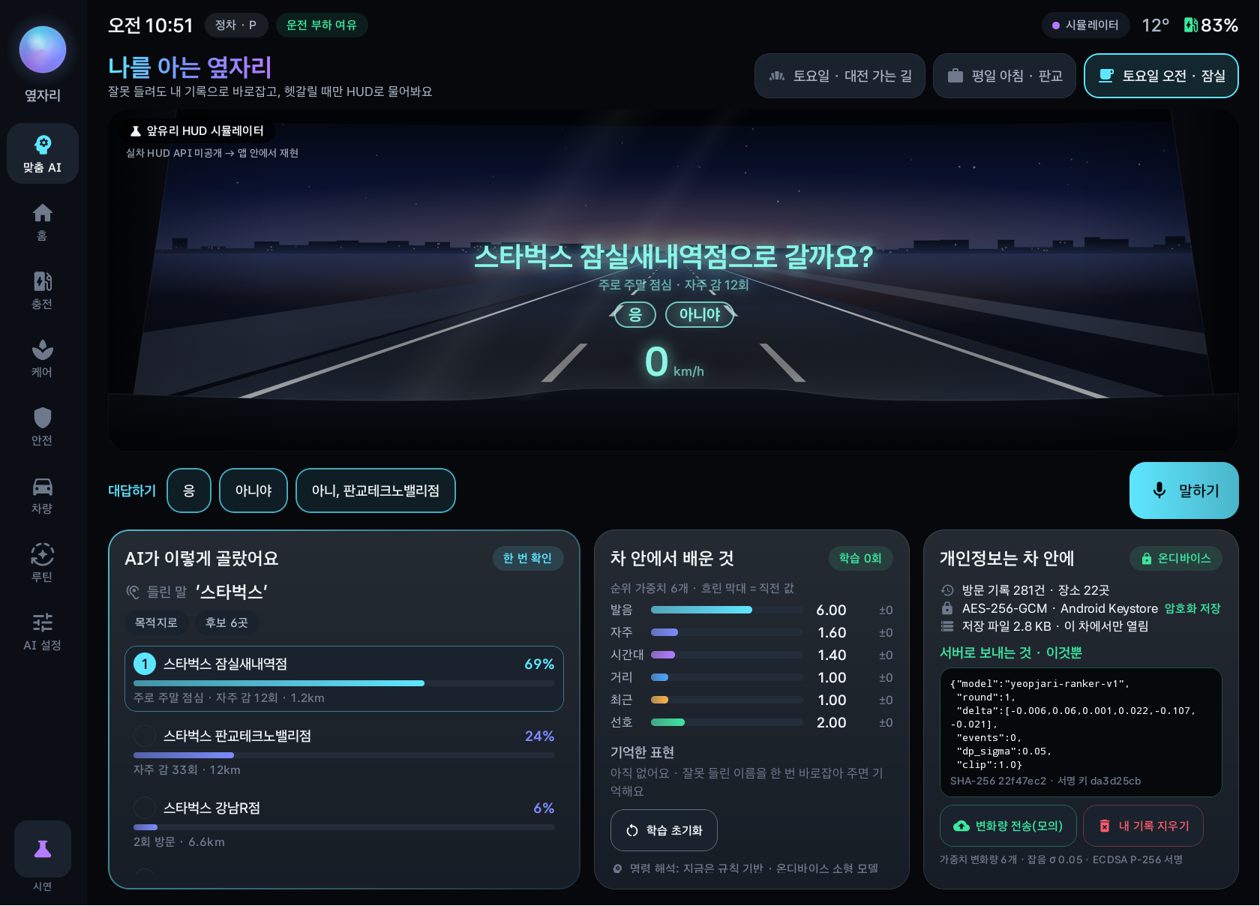 오전 10:51
정차 · P
운전 부하 여유
시뮬레이터
12°
83%
옆자리
맞춤 AI
홈
충전
케어
안전
차량
루틴
AI 설정
시연
나를 아는 옆자리
잘못 들려도 내 기록으로 바로잡고, 헷갈릴 때만 HUD로 물어봐요
토요일 · 대전 가는 길
평일 아침 · 판교
토요일 오전 · 잠실
앞유리 HUD 시뮬레이터
실차 HUD API 미공개 → 앱 안에서 재현
스타벅스 잠실새내역점으로 갈까요?
주로 주말 점심 · 자주 감 12회
응
아니야
0 km/h
대답하기
응
아니야
아니, 판교테크노밸리점
말하기
AI가 이렇게 골랐어요
한 번 확인
들린 말 ‘스타벅스’
목적지로
후보 6곳
1 스타벅스 잠실새내역점 69%
주로 주말 점심 · 자주 감 12회 · 1.2km
스타벅스 판교테크노밸리점 24%
자주 감 33회 · 12km
스타벅스 강남R점 6%
2회 방문 · 6.6km
차 안에서 배운 것
학습 0회
순위 가중치 6개 · 흐린 막대 = 직전 값
발음 6.00 ±0
자주 1.60 ±0
시간대 1.40 ±0
거리 1.00 ±0
최근 1.00 ±0
선호 2.00 ±0
기억한 표현
아직 없어요 · 잘못 들린 이름을 한 번 바로잡아 주면 기
억해요
학습 초기화
명령 해석: 지금은 규칙 기반 · 온디바이스 소형 모델
개인정보는 차 안에
온디바이스
방문 기록 281건 · 장소 22곳
AES-256-GCM · Android Keystore 암호화 저장
저장 파일 2.8 KB · 이 차에서만 열림
서버로 보내는 것 · 이것뿐
{"model":"yeopjari-ranker-v1",
"round":1,
"delta":[-0.006,0.06,0.001,0.022,-0.107,
-0.021],
"events":0,
"dp_sigma":0.05,
"clip":1.0}
SHA-256 22f47ec2 · 서명 키 da3d25cb
변화량 전송(모의)
내 기록 지우기
가중치 변화량 6개 · 잡음 σ 0.05 · ECDSA P-256 서명